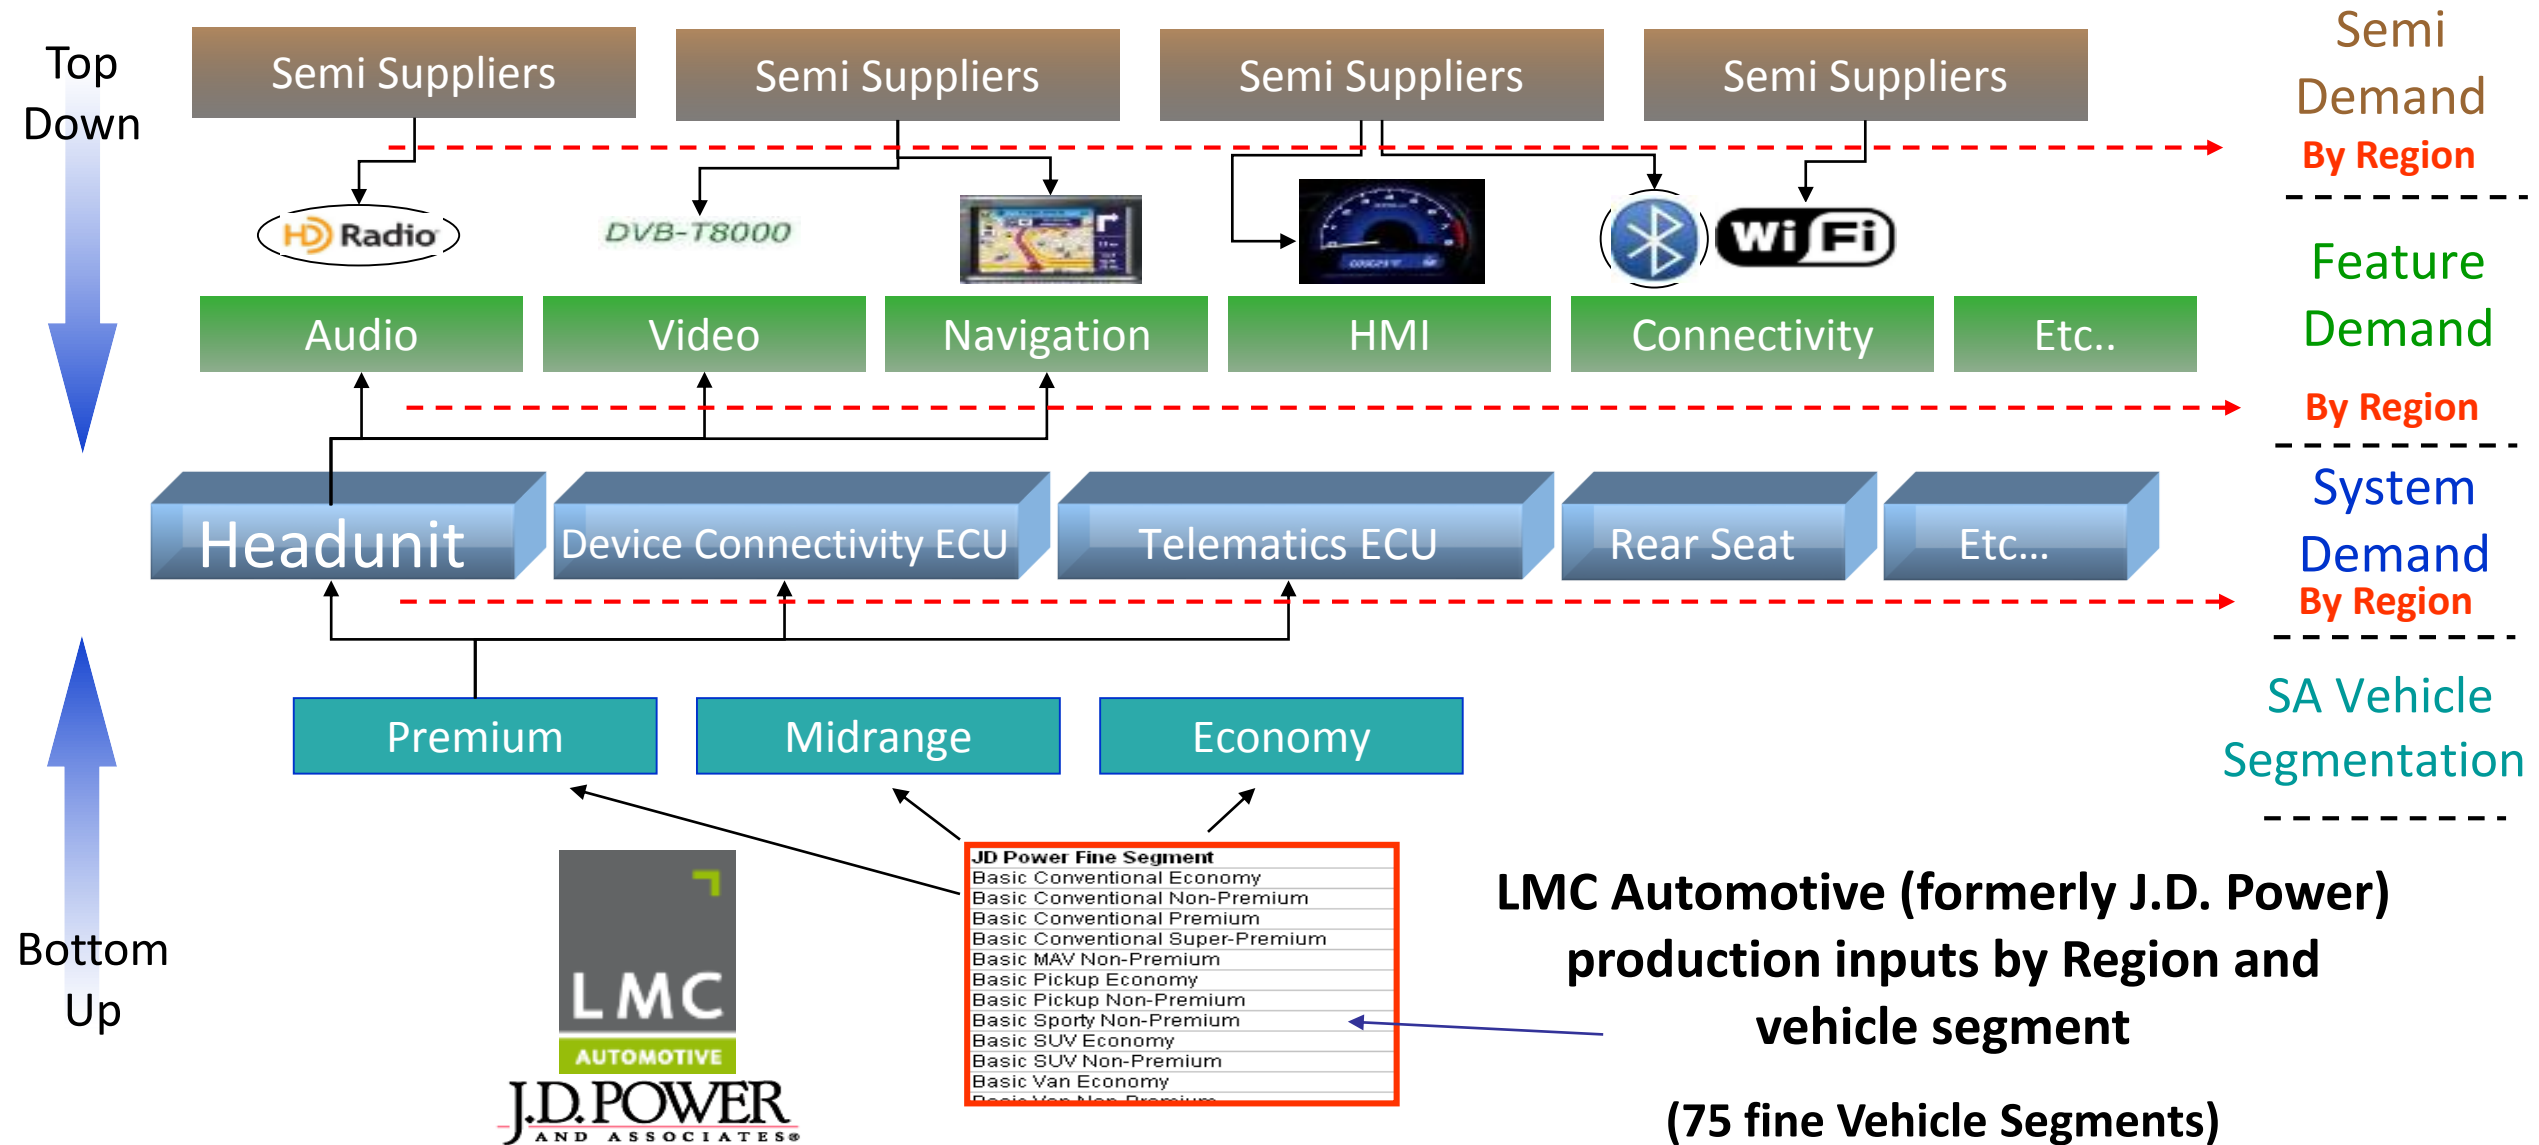 Top
Down
Semi Suppliers
Semi Suppliers
Semi Suppliers
Semi Suppliers
Semi
Demand
By Region
HD Radio
DVB-T8000
Wi Fi
Feature
Demand
Audio
Video
Navigation
HMI
Connectivity
Etc..
By Region
System
Demand
Headunit
Device Connectivity ECU
Telematics ECU
Rear Seat
Etc...
By Region
SA Vehicle
Segmentation
Premium
Midrange
Economy
Bottom
Up
LMC
AUTOMOTIVE
J.D. POWER
AND ASSOCIATES®
JD Power Fine Segment
Basic Conventional Economy
Basic Conventional Non-Premium
Basic Conventional Premium
Basic Conventional Super-Premium
Basic MAV Non-Premium
Basic Pickup Economy
Basic Pickup Non-Premium
Basic Sporty Non-Premium
Basic SUV Economy
Basic SUV Non-Premium
Basic Van Economy
Basic Van Non-Premium
LMC Automotive (formerly J.D. Power)
production inputs by Region and
vehicle segment
(75 fine Vehicle Segments)